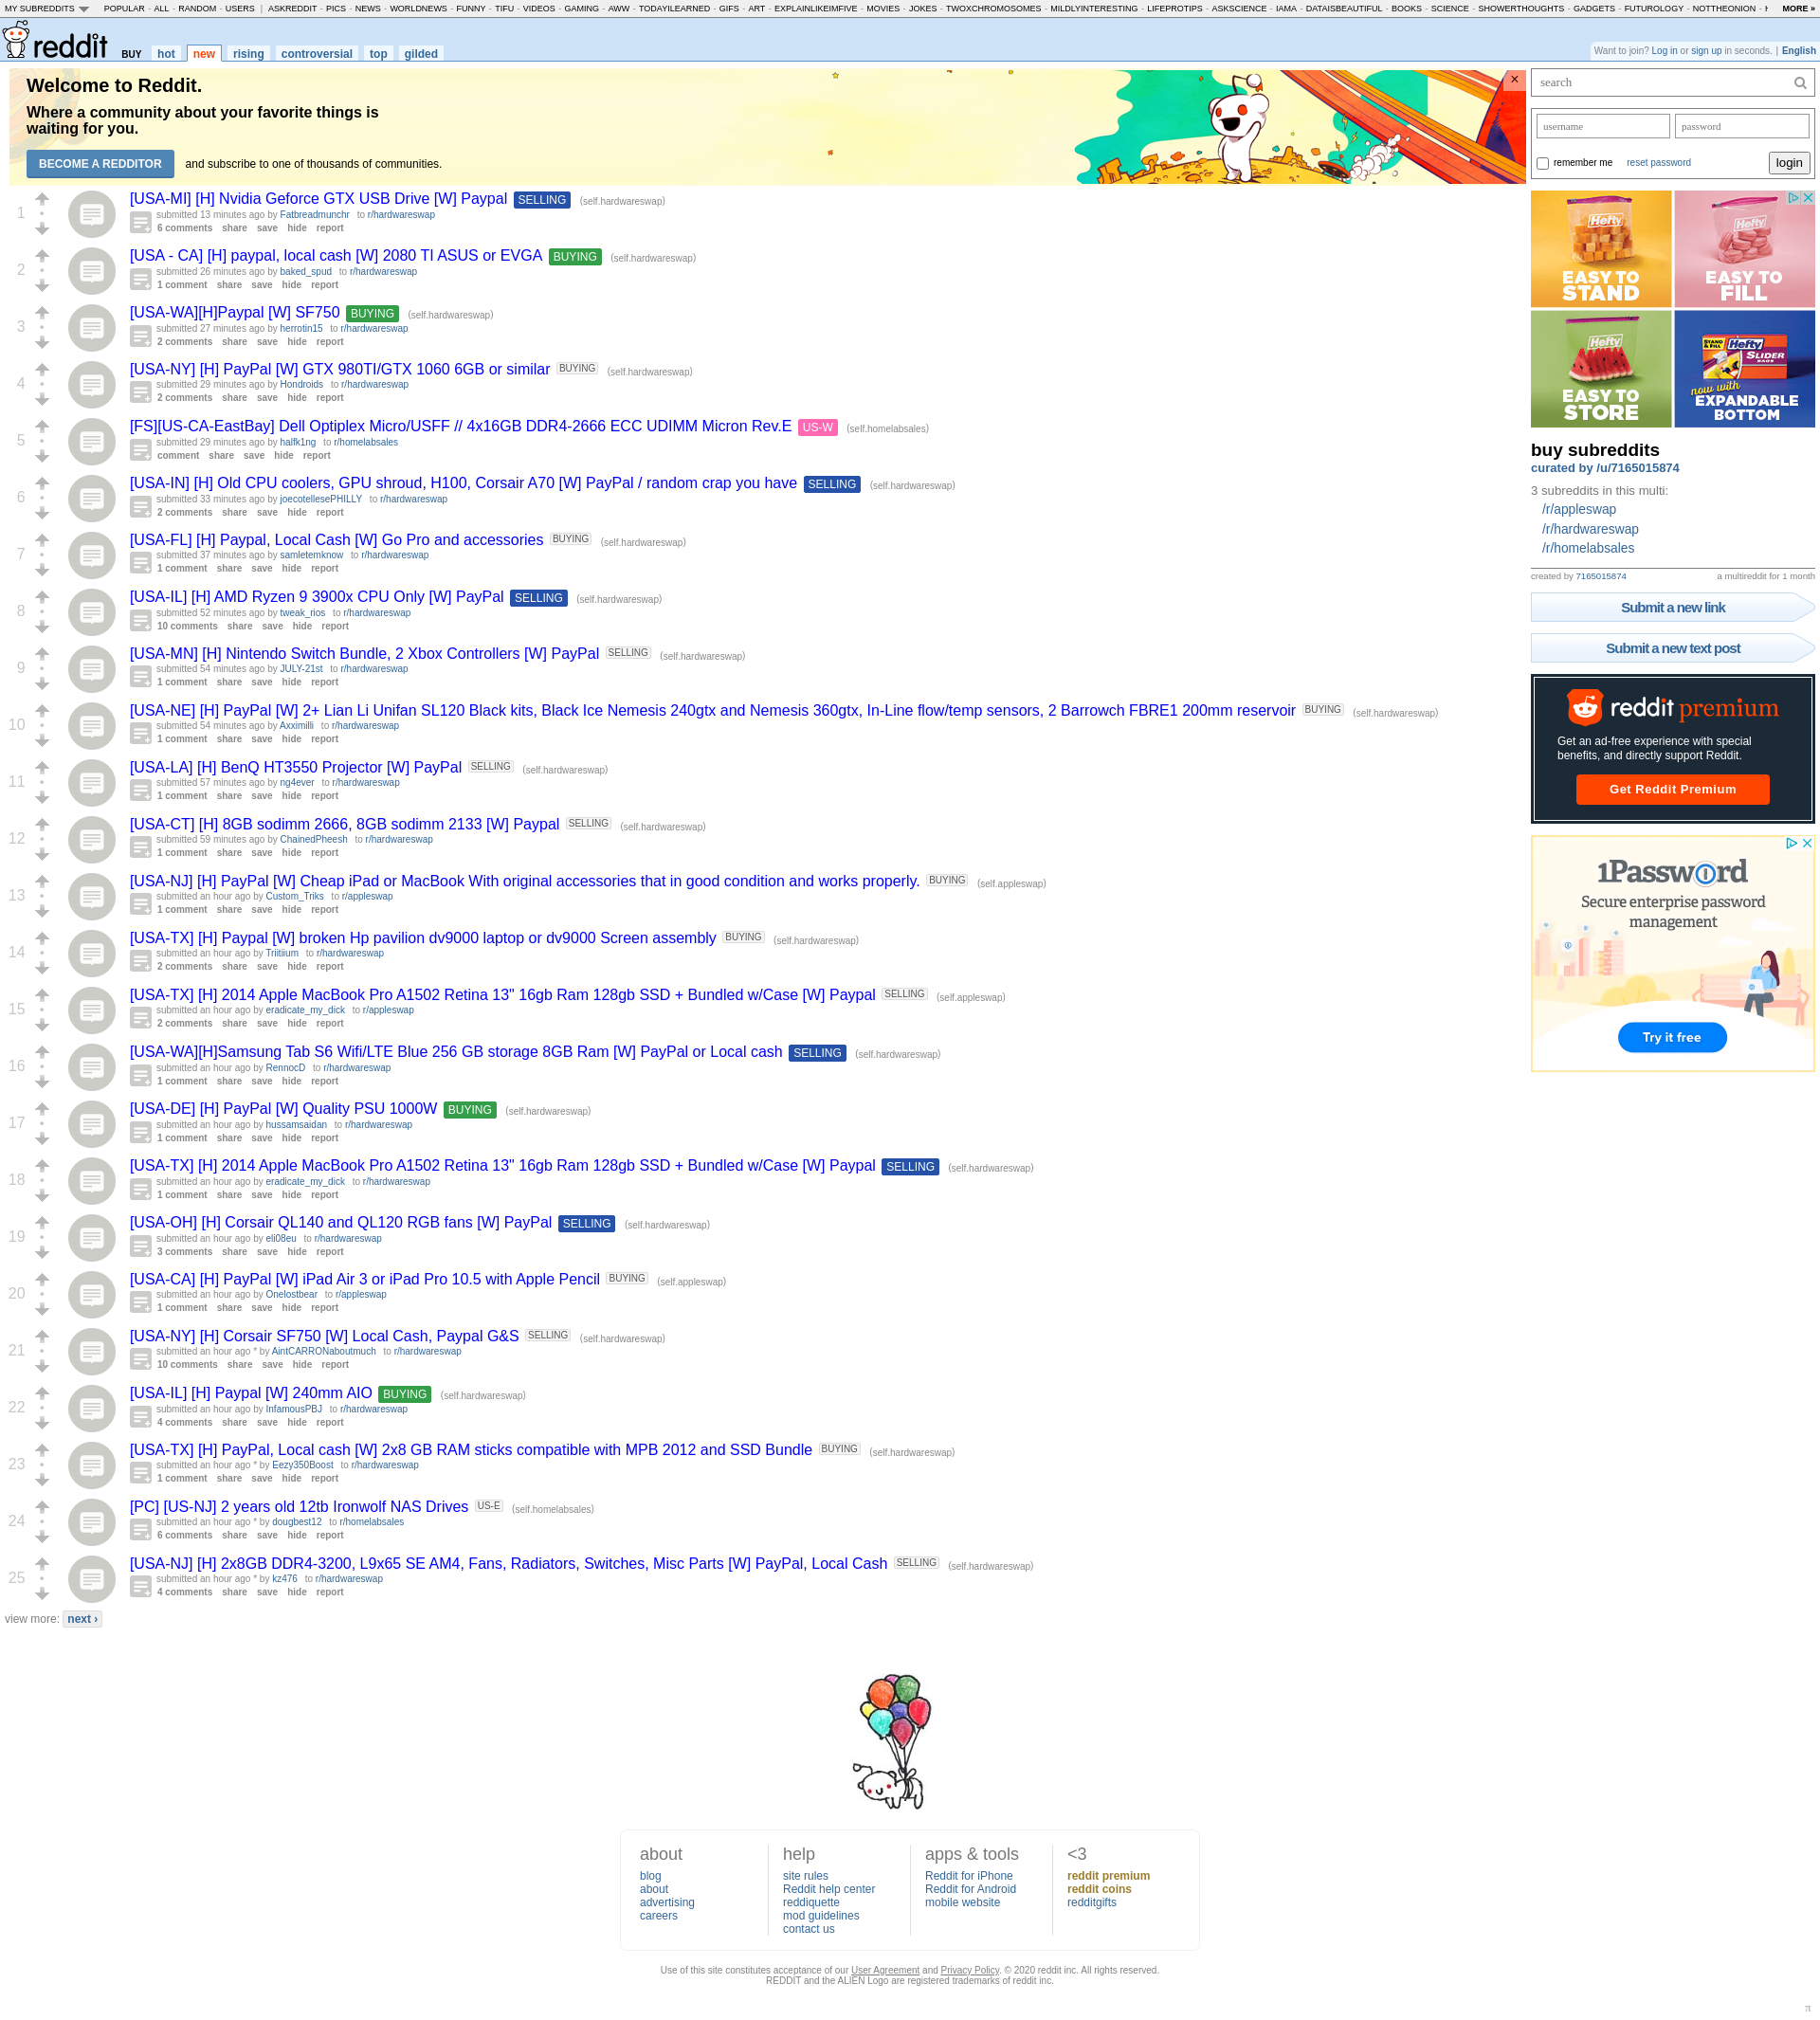 MY SUBREDDITS POPULAR - ALL - RANDOM - USERS | ASKREDDIT - PICS - NEWS - WORLDNEWS - FUNNY - TIFU - VIDEOS - GAMING - AWW - TODAYILEARNED - GIFS - ART - EXPLAINLIKEIMFIVE - MOVIES - JOKES - TWOXCHROMOSOMES - MILDLYINTERESTING - LIFEPROTIPS - ASKSCIENCE - IAMA - DATAISBEAUTIFUL - BOOKS - SCIENCE - SHOWERTHOUGHTS - GADGETS - FUTUROLOGY - NOTTHEONION - MORE »
reddit BUY hot new rising controversial top gilded
Want to join? Log in or sign up in seconds. | English
Welcome to Reddit.
Where a community about your favorite things is
waiting for you.
BECOME A REDDITOR and subscribe to one of thousands of communities.
×
1
[USA-MI] [H] Nvidia Geforce GTX USB Drive [W] Paypal SELLING (self.hardwareswap)
submitted 13 minutes ago by Fatbreadmunchr to r/hardwareswap
6 comments share save hide report
2
[USA - CA] [H] paypal, local cash [W] 2080 TI ASUS or EVGA BUYING (self.hardwareswap)
submitted 26 minutes ago by baked_spud to r/hardwareswap
1 comment share save hide report
3
[USA-WA][H]Paypal [W] SF750 BUYING (self.hardwareswap)
submitted 27 minutes ago by herrotin15 to r/hardwareswap
2 comments share save hide report
4
[USA-NY] [H] PayPal [W] GTX 980TI/GTX 1060 6GB or similar BUYING (self.hardwareswap)
submitted 29 minutes ago by Hondroids to r/hardwareswap
2 comments share save hide report
5
[FS][US-CA-EastBay] Dell Optiplex Micro/USFF // 4x16GB DDR4-2666 ECC UDIMM Micron Rev.E US-W (self.homelabsales)
submitted 29 minutes ago by halfk1ng to r/homelabsales
comment share save hide report
6
[USA-IN] [H] Old CPU coolers, GPU shroud, H100, Corsair A70 [W] PayPal / random crap you have SELLING (self.hardwareswap)
submitted 33 minutes ago by joecotellesePHILLY to r/hardwareswap
2 comments share save hide report
7
[USA-FL] [H] Paypal, Local Cash [W] Go Pro and accessories BUYING (self.hardwareswap)
submitted 37 minutes ago by samletemknow to r/hardwareswap
1 comment share save hide report
8
[USA-IL] [H] AMD Ryzen 9 3900x CPU Only [W] PayPal SELLING (self.hardwareswap)
submitted 52 minutes ago by tweak_rios to r/hardwareswap
10 comments share save hide report
9
[USA-MN] [H] Nintendo Switch Bundle, 2 Xbox Controllers [W] PayPal SELLING (self.hardwareswap)
submitted 54 minutes ago by JULY-21st to r/hardwareswap
1 comment share save hide report
10
[USA-NE] [H] PayPal [W] 2+ Lian Li Unifan SL120 Black kits, Black Ice Nemesis 240gtx and Nemesis 360gtx, In-Line flow/temp sensors, 2 Barrowch FBRE1 200mm reservoir BUYING (self.hardwareswap)
submitted 54 minutes ago by Axximilli to r/hardwareswap
1 comment share save hide report
11
[USA-LA] [H] BenQ HT3550 Projector [W] PayPal SELLING (self.hardwareswap)
submitted 57 minutes ago by ng4ever to r/hardwareswap
1 comment share save hide report
12
[USA-CT] [H] 8GB sodimm 2666, 8GB sodimm 2133 [W] Paypal SELLING (self.hardwareswap)
submitted 59 minutes ago by ChainedPheesh to r/hardwareswap
1 comment share save hide report
13
[USA-NJ] [H] PayPal [W] Cheap iPad or MacBook With original accessories that in good condition and works properly. BUYING (self.appleswap)
submitted an hour ago by Custom_Triks to r/appleswap
1 comment share save hide report
14
[USA-TX] [H] Paypal [W] broken Hp pavilion dv9000 laptop or dv9000 Screen assembly BUYING (self.hardwareswap)
submitted an hour ago by Triitiium to r/hardwareswap
2 comments share save hide report
15
[USA-TX] [H] 2014 Apple MacBook Pro A1502 Retina 13" 16gb Ram 128gb SSD + Bundled w/Case [W] Paypal SELLING (self.appleswap)
submitted an hour ago by eradicate_my_dick to r/appleswap
2 comments share save hide report
16
[USA-WA][H]Samsung Tab S6 Wifi/LTE Blue 256 GB storage 8GB Ram [W] PayPal or Local cash SELLING (self.hardwareswap)
submitted an hour ago by RennocD to r/hardwareswap
1 comment share save hide report
17
[USA-DE] [H] PayPal [W] Quality PSU 1000W BUYING (self.hardwareswap)
submitted an hour ago by hussamsaidan to r/hardwareswap
1 comment share save hide report
18
[USA-TX] [H] 2014 Apple MacBook Pro A1502 Retina 13" 16gb Ram 128gb SSD + Bundled w/Case [W] Paypal SELLING (self.hardwareswap)
submitted an hour ago by eradicate_my_dick to r/hardwareswap
1 comment share save hide report
19
[USA-OH] [H] Corsair QL140 and QL120 RGB fans [W] PayPal SELLING (self.hardwareswap)
submitted an hour ago by eli08eu to r/hardwareswap
3 comments share save hide report
20
[USA-CA] [H] PayPal [W] iPad Air 3 or iPad Pro 10.5 with Apple Pencil BUYING (self.appleswap)
submitted an hour ago by Onelostbear to r/appleswap
1 comment share save hide report
21
[USA-NY] [H] Corsair SF750 [W] Local Cash, Paypal G&S SELLING (self.hardwareswap)
submitted an hour ago * by AintCARRONaboutmuch to r/hardwareswap
10 comments share save hide report
22
[USA-IL] [H] Paypal [W] 240mm AIO BUYING (self.hardwareswap)
submitted an hour ago by InfamousPBJ to r/hardwareswap
4 comments share save hide report
23
[USA-TX] [H] PayPal, Local cash [W] 2x8 GB RAM sticks compatible with MPB 2012 and SSD Bundle BUYING (self.hardwareswap)
submitted an hour ago * by Eezy350Boost to r/hardwareswap
1 comment share save hide report
24
[PC] [US-NJ] 2 years old 12tb Ironwolf NAS Drives US-E (self.homelabsales)
submitted an hour ago * by dougbest12 to r/homelabsales
6 comments share save hide report
25
[USA-NJ] [H] 2x8GB DDR4-3200, L9x65 SE AM4, Fans, Radiators, Switches, Misc Parts [W] PayPal, Local Cash SELLING (self.hardwareswap)
submitted an hour ago * by kz476 to r/hardwareswap
4 comments share save hide report
view more: next ›
search
username password
remember me reset password login
Hefty EASY TO STAND
Hefty EASY TO FILL
Hefty EASY TO STORE
STAND & FILL Hefty SLIDER BAGS
now with EXPANDABLE BOTTOM
buy subreddits
curated by /u/7165015874
3 subreddits in this multi:
/r/appleswap
/r/hardwareswap
/r/homelabsales
created by 7165015874 a multireddit for 1 month
Submit a new link
Submit a new text post
reddit premium
Get an ad-free experience with special
benefits, and directly support Reddit.
Get Reddit Premium
1Password
Secure enterprise password
management
Try it free
about
blog
about
advertising
careers
help
site rules
Reddit help center
reddiquette
mod guidelines
contact us
apps & tools
Reddit for iPhone
Reddit for Android
mobile website
<3
reddit premium
reddit coins
redditgifts
Use of this site constitutes acceptance of our User Agreement and Privacy Policy. © 2020 reddit inc. All rights reserved.
REDDIT and the ALIEN Logo are registered trademarks of reddit inc.
π